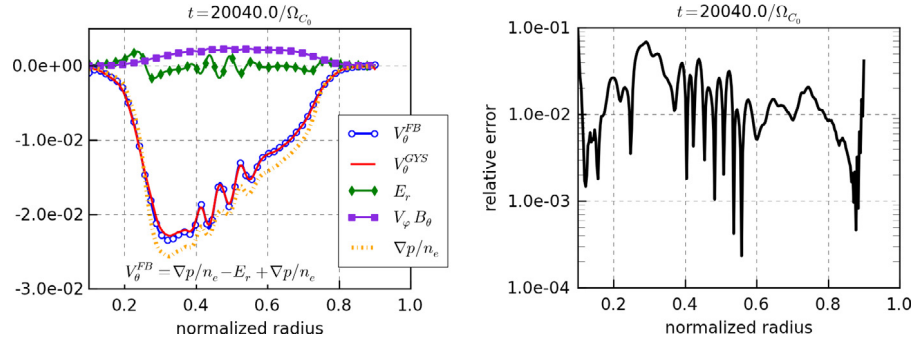 t=20040.0/Ω_{C_0}
0.0e+00
-1.0e-02
-2.0e-02
-3.0e-02
0.2 0.4 0.6 0.8 1.0
normalized radius
V_θ^{FB}
V_θ^{GYS}
E_r
V_φ B_θ
∇p/n_e
V_θ^{FB} = ∇p/n_e − E_r + ∇p/n_e
t=20040.0/Ω_{C_0}
relative error
1.0e-01
1.0e-02
1.0e-03
1.0e-04
0.2 0.4 0.6 0.8 1.0
normalized radius